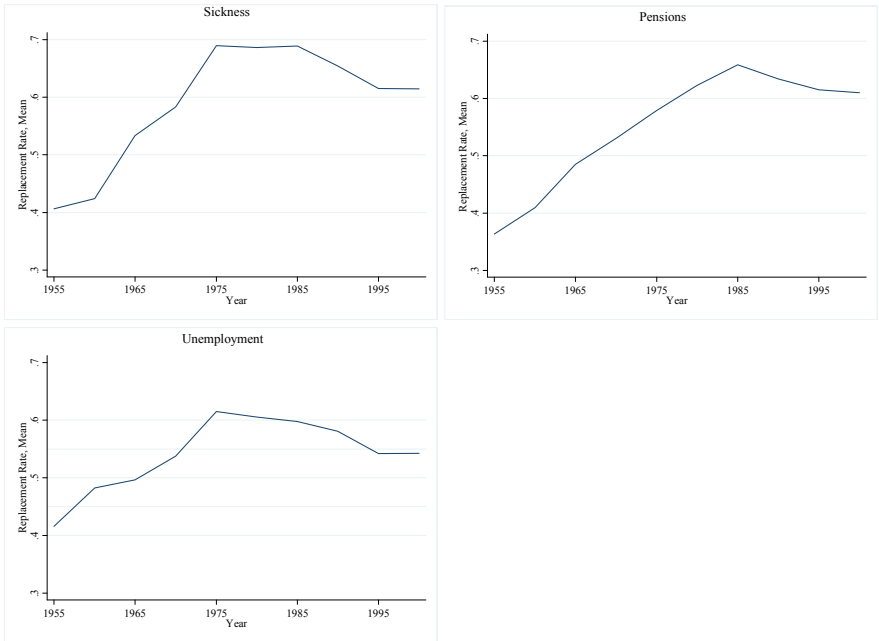 Sickness
Replacement Rate, Mean
.7
.6
.5
.4
.3
1955 1965 1975 1985 1995
Year
Pensions
Replacement Rate, Mean
.7
.6
.5
.4
.3
1955 1965 1975 1985 1995
Year
Unemployment
Replacement Rate, Mean
.7
.6
.5
.4
.3
1955 1965 1975 1985 1995
Year